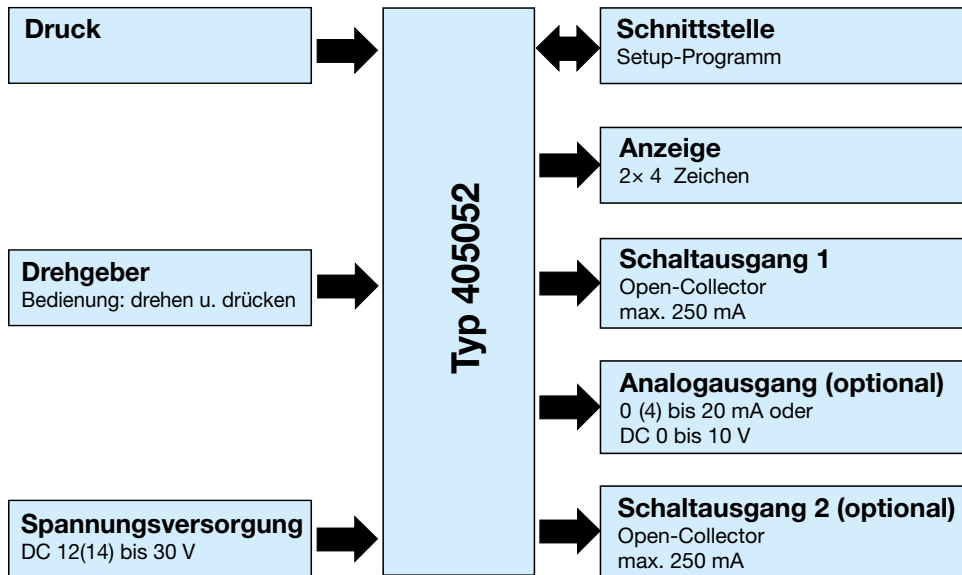 Druck
Drehgeber
Bedienung: drehen u. drücken
Spannungsversorgung
DC 12(14) bis 30 V
Typ 405052
Schnittstelle
Setup-Programm
Anzeige
2× 4 Zeichen
Schaltausgang 1
Open-Collector
max. 250 mA
Analogausgang (optional)
0 (4) bis 20 mA oder
DC 0 bis 10 V
Schaltausgang 2 (optional)
Open-Collector
max. 250 mA